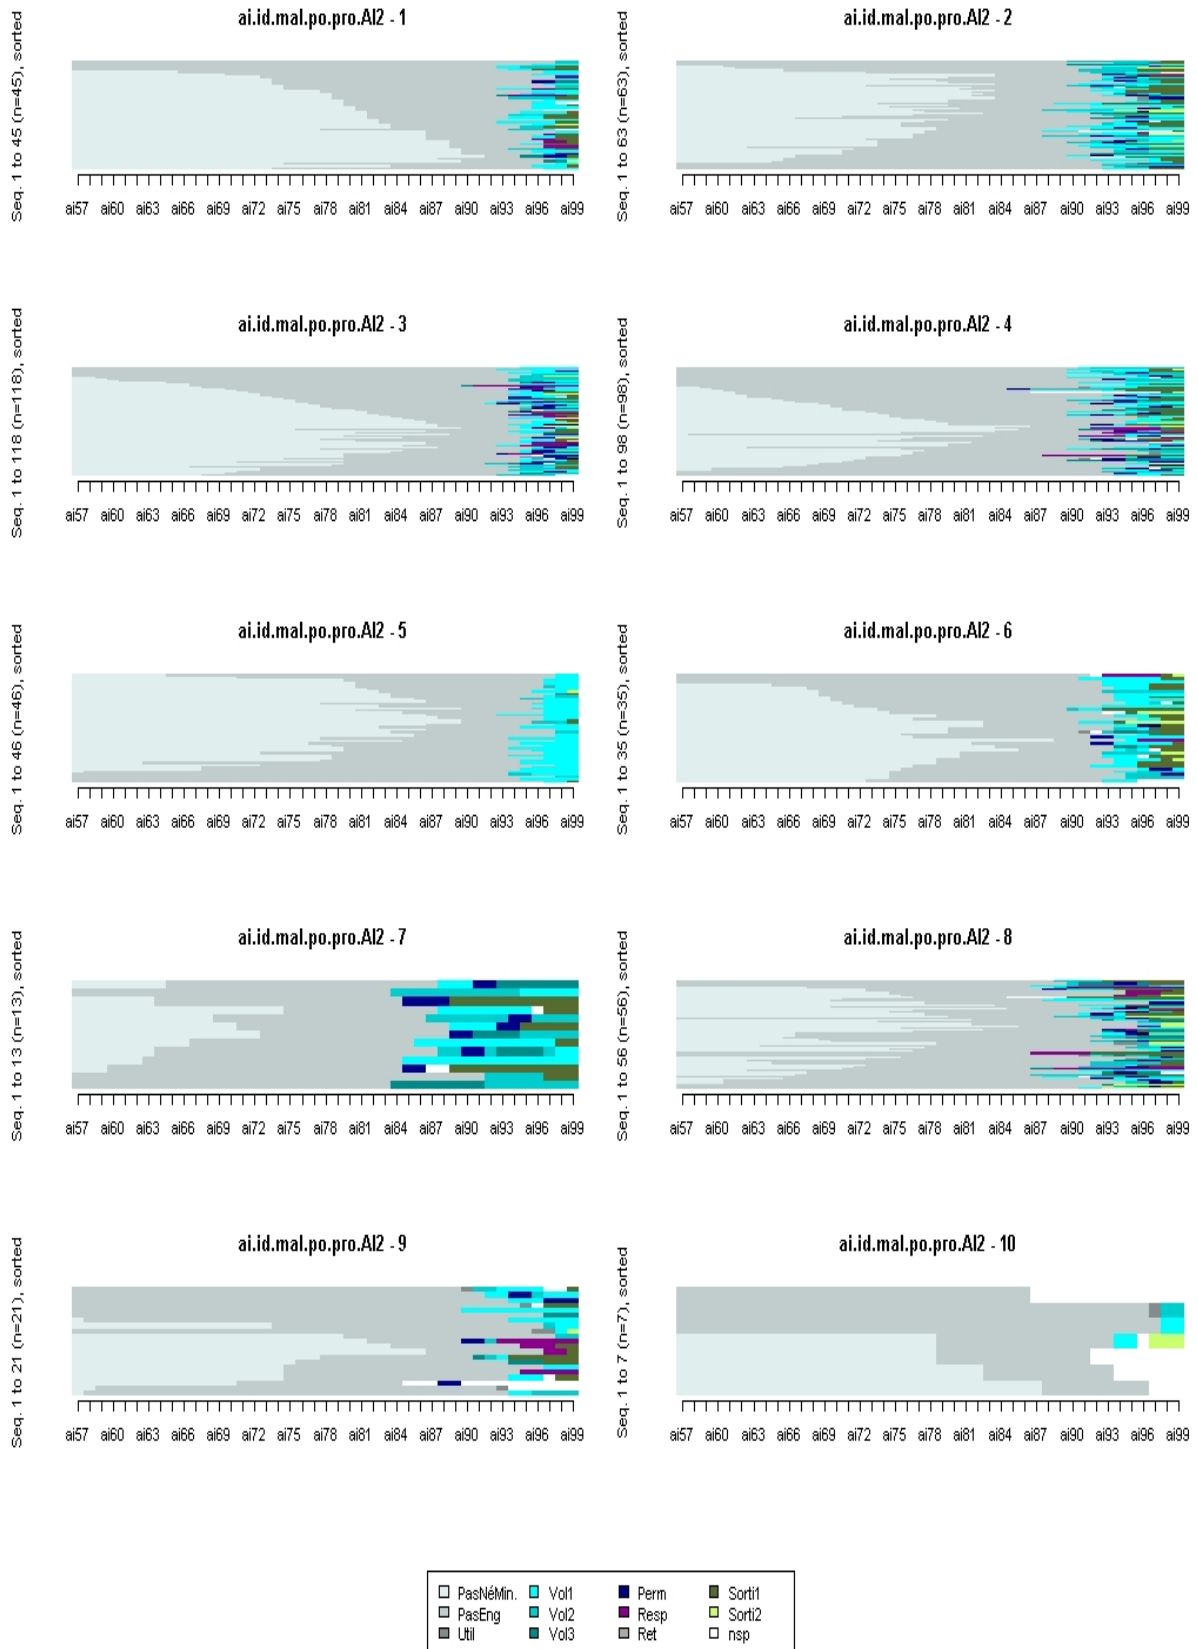 ai.id.mal.po.pro.AI2 - 1
Seq. 1 to 45 (n=45), sorted
ai57 ai60 ai63 ai66 ai69 ai72 ai75 ai78 ai81 ai84 ai87 ai90 ai93 ai96 ai99
ai.id.mal.po.pro.AI2 - 2
Seq. 1 to 63 (n=63), sorted
ai57 ai60 ai63 ai66 ai69 ai72 ai75 ai78 ai81 ai84 ai87 ai90 ai93 ai96 ai99
ai.id.mal.po.pro.AI2 - 3
Seq. 1 to 118 (n=118), sorted
ai57 ai60 ai63 ai66 ai69 ai72 ai75 ai78 ai81 ai84 ai87 ai90 ai93 ai96 ai99
ai.id.mal.po.pro.AI2 - 4
Seq. 1 to 98 (n=98), sorted
ai57 ai60 ai63 ai66 ai69 ai72 ai75 ai78 ai81 ai84 ai87 ai90 ai93 ai96 ai99
ai.id.mal.po.pro.AI2 - 5
Seq. 1 to 46 (n=46), sorted
ai57 ai60 ai63 ai66 ai69 ai72 ai75 ai78 ai81 ai84 ai87 ai90 ai93 ai96 ai99
ai.id.mal.po.pro.AI2 - 6
Seq. 1 to 35 (n=35), sorted
ai57 ai60 ai63 ai66 ai69 ai72 ai75 ai78 ai81 ai84 ai87 ai90 ai93 ai96 ai99
ai.id.mal.po.pro.AI2 - 7
Seq. 1 to 13 (n=13), sorted
ai57 ai60 ai63 ai66 ai69 ai72 ai75 ai78 ai81 ai84 ai87 ai90 ai93 ai96 ai99
ai.id.mal.po.pro.AI2 - 8
Seq. 1 to 56 (n=56), sorted
ai57 ai60 ai63 ai66 ai69 ai72 ai75 ai78 ai81 ai84 ai87 ai90 ai93 ai96 ai99
ai.id.mal.po.pro.AI2 - 9
Seq. 1 to 21 (n=21), sorted
ai57 ai60 ai63 ai66 ai69 ai72 ai75 ai78 ai81 ai84 ai87 ai90 ai93 ai96 ai99
ai.id.mal.po.pro.AI2 - 10
Seq. 1 to 7 (n=7), sorted
ai57 ai60 ai63 ai66 ai69 ai72 ai75 ai78 ai81 ai84 ai87 ai90 ai93 ai96 ai99
PasNéMin. Vol1 Perm Sorti1
PasEng Vol2 Resp Sorti2
Util Vol3 Ret nsp